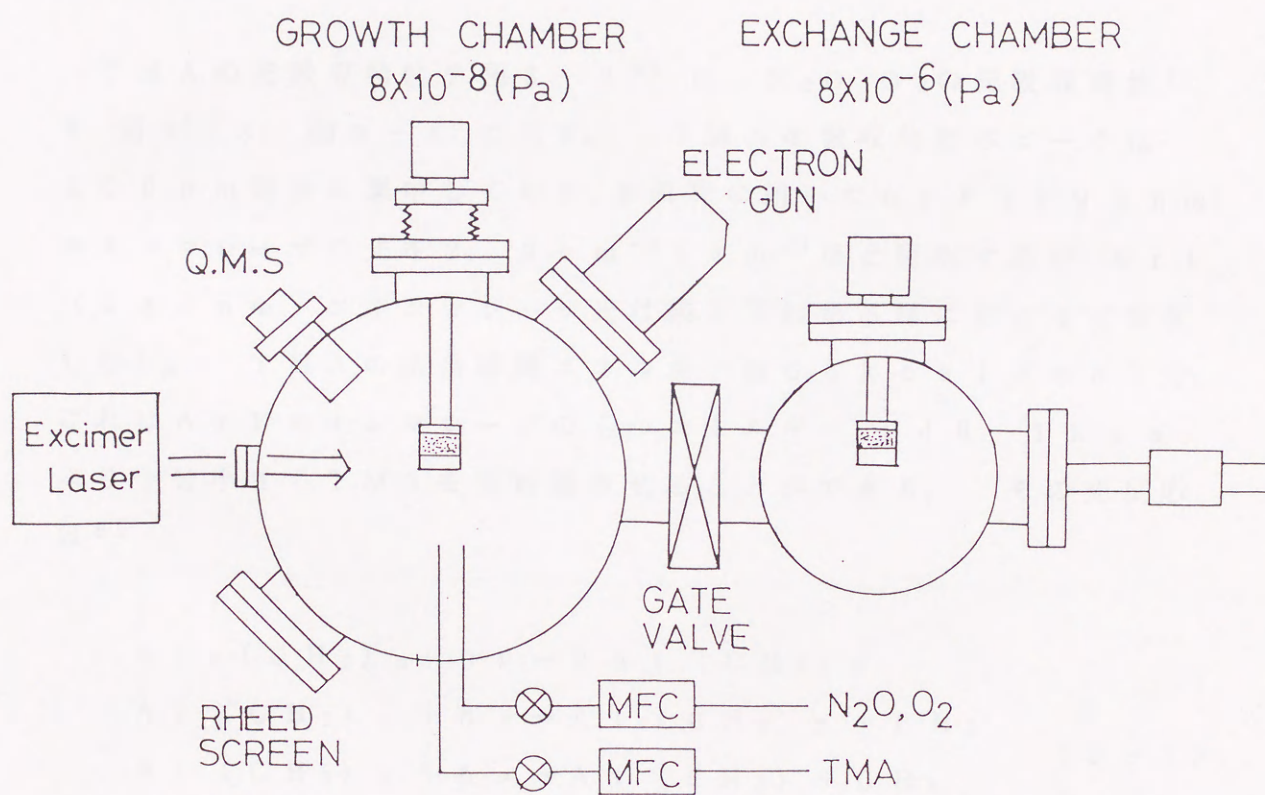 GROWTH CHAMBER
8X10⁻⁸(Pa)
EXCHANGE CHAMBER
8X10⁻⁶(Pa)
ELECTRON
GUN
Q.M.S
Excimer
Laser
GATE
VALVE
RHEED
SCREEN
MFC
N₂O,O₂
MFC
TMA